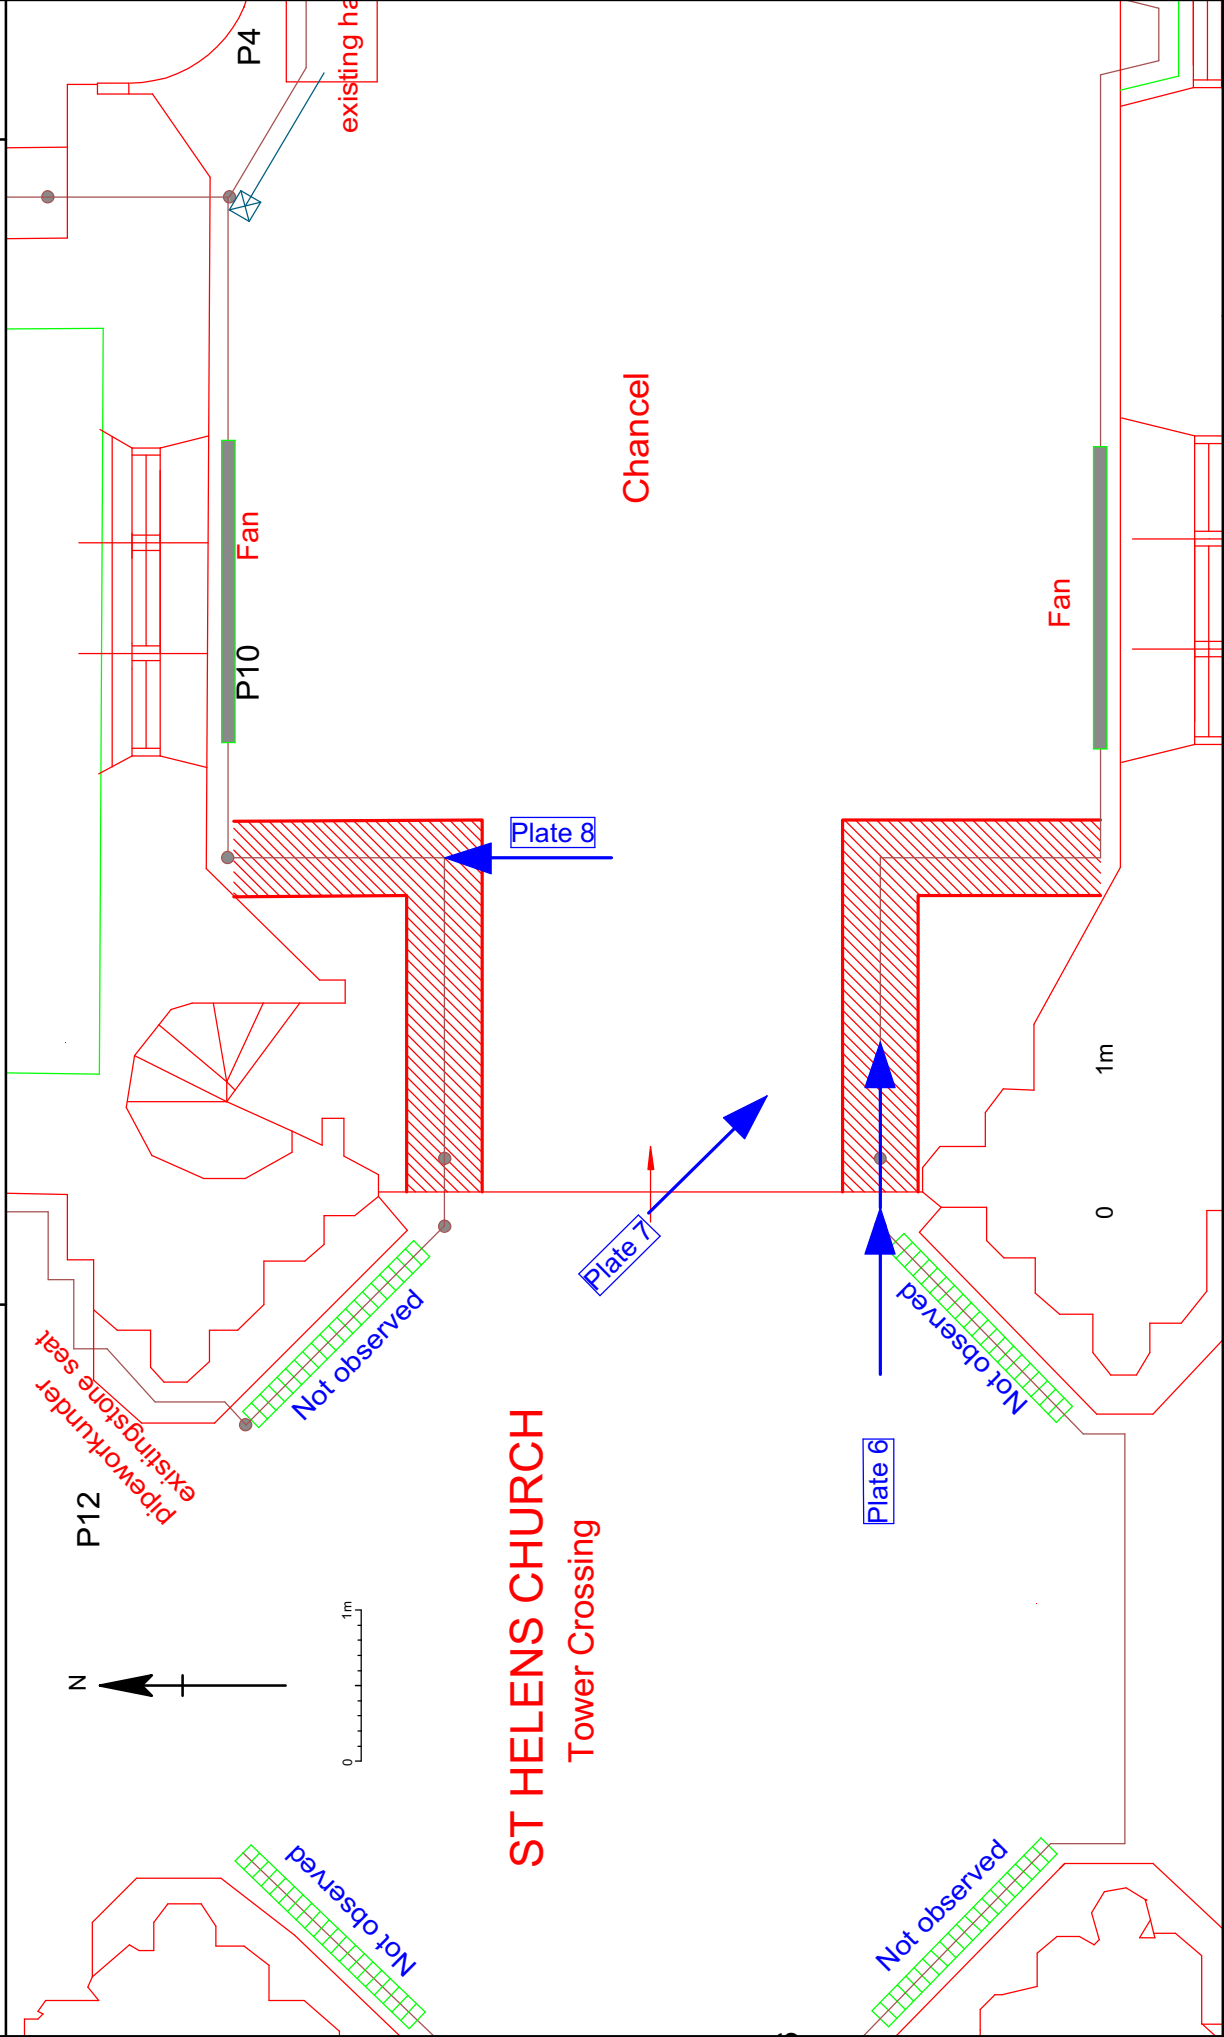 P4
existing ha
Chancel
Fan
P10
Fan
Plate 8
1m
0
Plate 7
Not observed
Not observed
pipeworkunder
existingstone seat
P12
Plate 6
ST HELENS CHURCH
Tower Crossing
N
0
1m
Not observed
Not observed